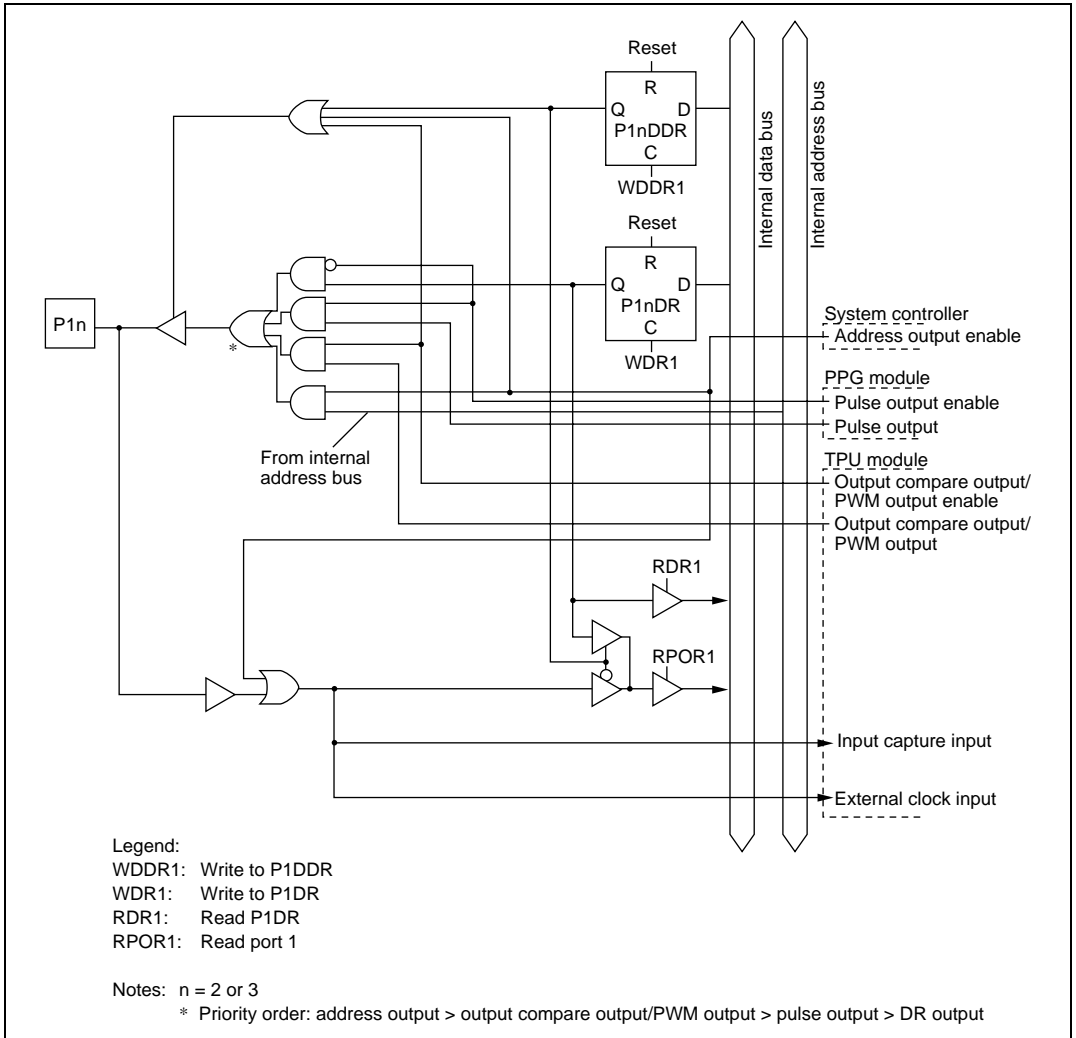 Reset
R
Q D
P1nDDR
C
WDDR1
Internal data bus
Internal address bus
Reset
R
Q D
P1nDR
C
WDR1
P1n
*
System controller
Address output enable
PPG module
Pulse output enable
Pulse output
From internal
address bus
TPU module
Output compare output/
PWM output enable
Output compare output/
PWM output
RDR1
RPOR1
Input capture input
External clock input
Legend:
WDDR1: Write to P1DDR
WDR1: Write to P1DR
RDR1: Read P1DR
RPOR1: Read port 1
Notes: n = 2 or 3
* Priority order: address output > output compare output/PWM output > pulse output > DR output